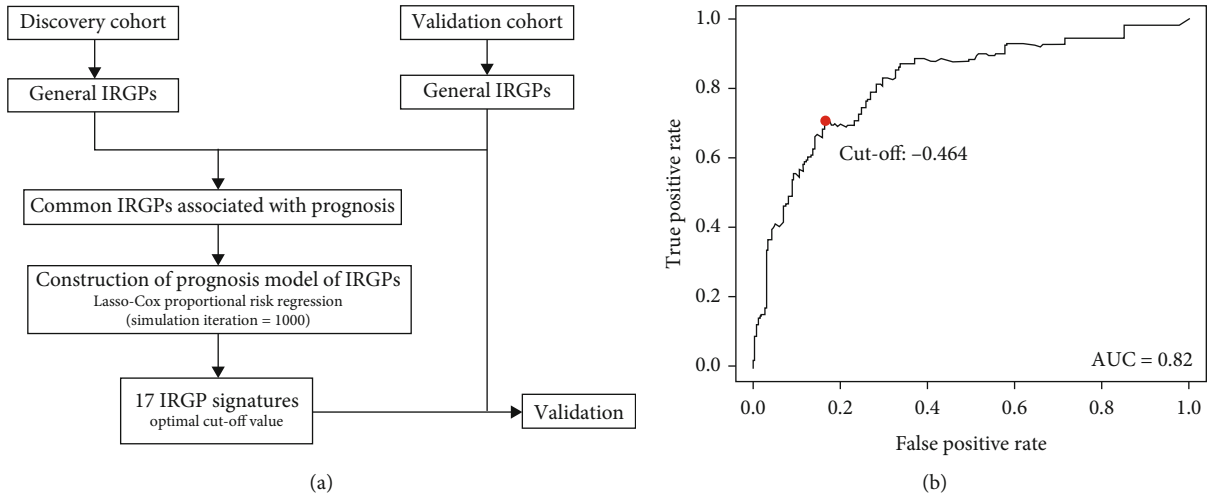 Discovery cohort
Validation cohort
General IRGPs
General IRGPs
Common IRGPs associated with prognosis
Construction of prognosis model of IRGPs
Lasso-Cox proportional risk regression
(simulation iteration = 1000)
17 IRGP signatures
optimal cut-off value
Validation
(a)
True positive rate
1.0
0.8
0.6
0.4
0.2
0.0
Cut-off: –0.464
AUC = 0.82
0.0 0.2 0.4 0.6 0.8 1.0
False positive rate
(b)